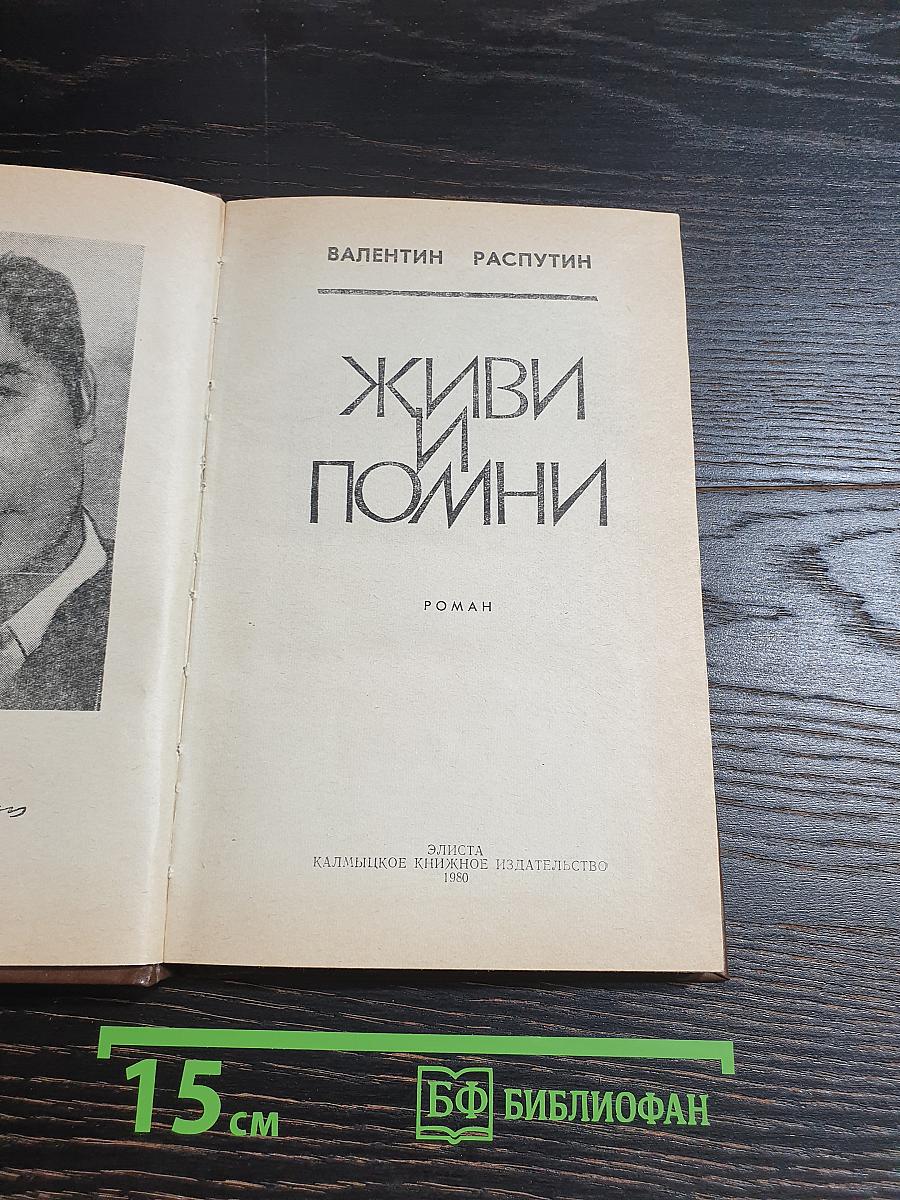 ВАЛЕНТИН РАСПУТИН
ЖИВИ
И
ПОМНИ
РОМАН
ЭЛИСТА
КАЛМЫЦКОЕ КНИЖНОЕ ИЗДАТЕЛЬСТВО
1980
15 см
БФ БИБЛИОФАН